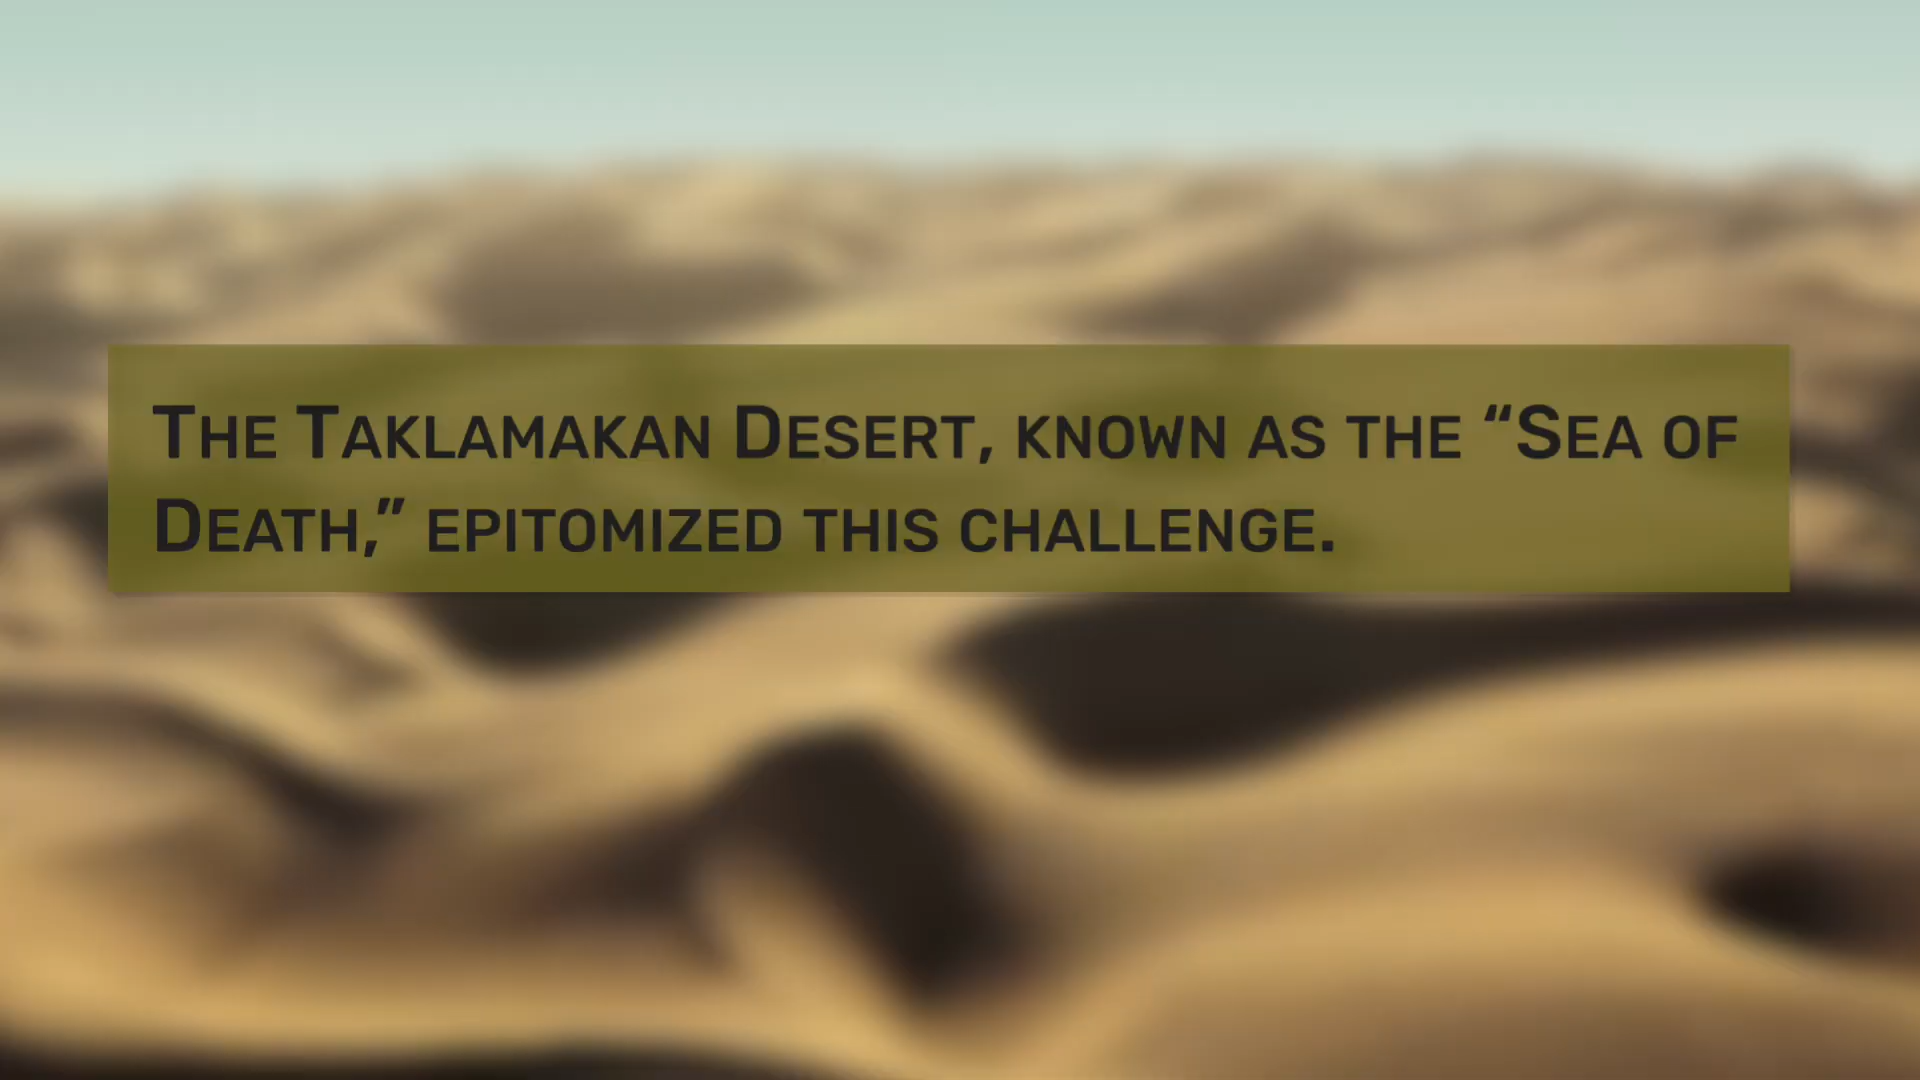 The Taklamakan Desert, known as the “Sea of
Death,” epitomized this challenge.